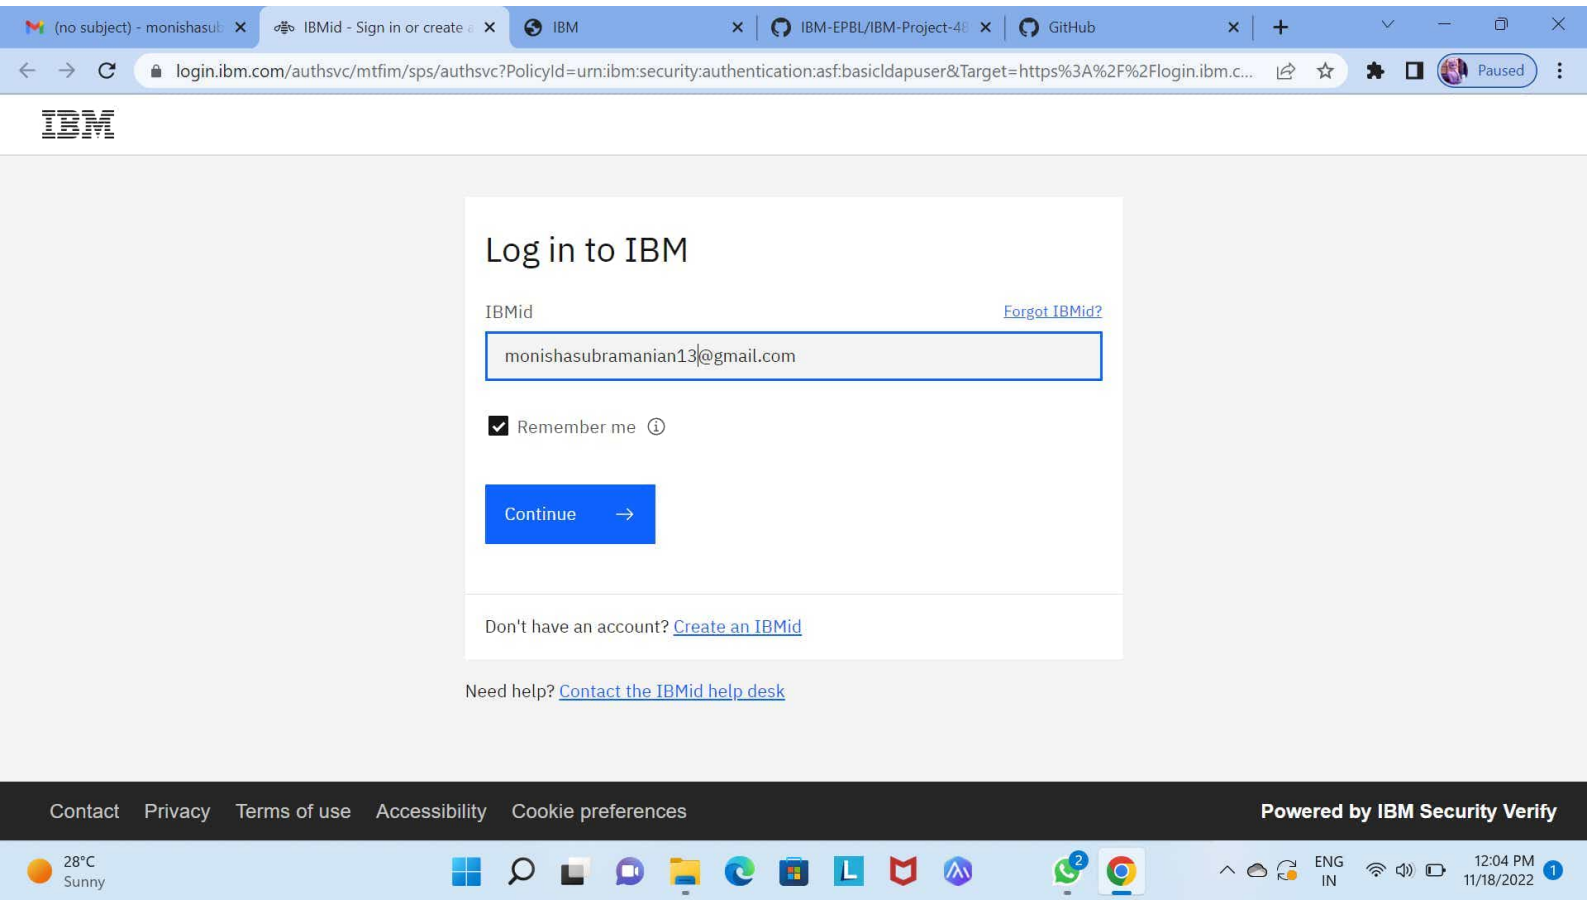 (no subject) - monishasub
IBMid - Sign in or create a
IBM
IBM-EPBL/IBM-Project-48
GitHub
login.ibm.com/authsvc/mtfim/sps/authsvc?PolicyId=urn:ibm:security:authentication:asf:basicldapuser&Target=https%3A%2F%2Flogin.ibm.c...
Paused
IBM
Log in to IBM
IBMid
Forgot IBMid?
monishasubramanian13@gmail.com
Remember me
Continue
Don't have an account? Create an IBMid
Need help? Contact the IBMid help desk
Contact Privacy Terms of use Accessibility Cookie preferences
Powered by IBM Security Verify
28°C
Sunny
L
2
ENG
IN
12:04 PM
11/18/2022
1